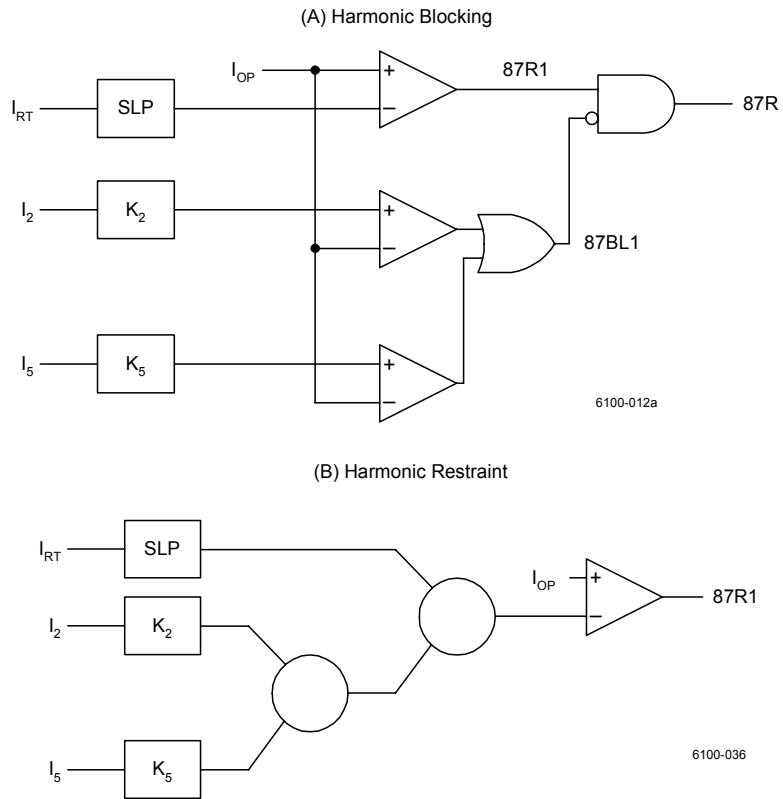 (A) Harmonic Blocking
I_OP
+
87R1
I_RT
SLP
−
87R
I_2
K_2
+
−
87BL1
I_5
K_5
+
−
6100-012a
(B) Harmonic Restraint
I_RT
SLP
I_OP
+
87R1
I_2
K_2
−
I_5
K_5
6100-036